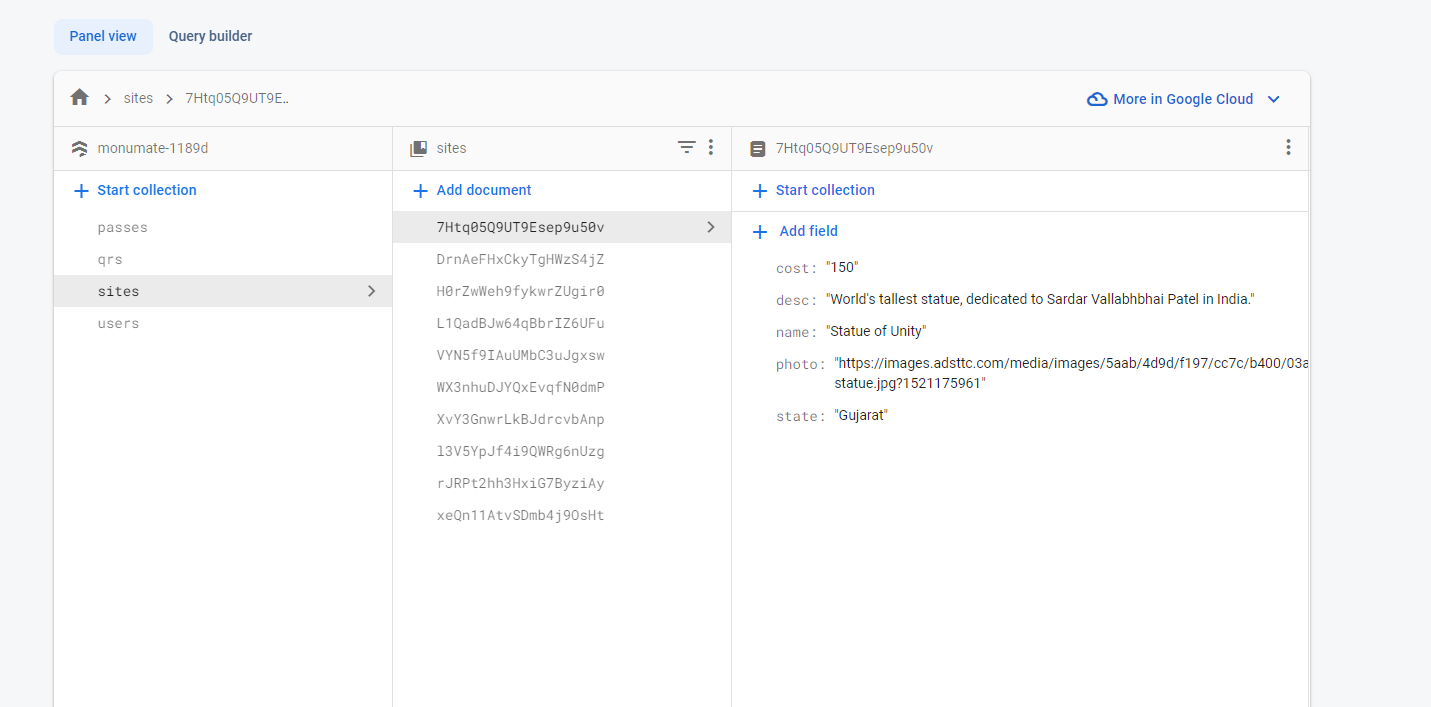 Panel view
Query builder
sites
7Htq05Q9UT9E..
More in Google Cloud
monumate-1189d
sites
7Htq05Q9UT9Esep9u50v
Start collection
Add document
Start collection
passes
qrs
sites
users
7Htq05Q9UT9Esep9u50v
DrnAeFHxCkyTgHWzS4jZ
H0rZwWeh9fykwrZUgir0
L1QadBJw64qBbrIZ6UFu
VYN5f9IAuUMbC3uJgxsw
WX3nhuDJYQxEvqfN0dmP
XvY3GnwrLkBJdrcvbAnp
l3V5YpJf4i9QWRg6nUzg
rJRPt2hh3HxiG7ByziAy
xeQn11AtvSDmb4j9OsHt
Add field
cost: "150"
desc: "World's tallest statue, dedicated to Sardar Vallabhbhai Patel in India."
name: "Statue of Unity"
photo: "https://images.adsttc.com/media/images/5aab/4d9d/f197/cc7c/b400/03a
statue.jpg?1521175961"
state: "Gujarat"